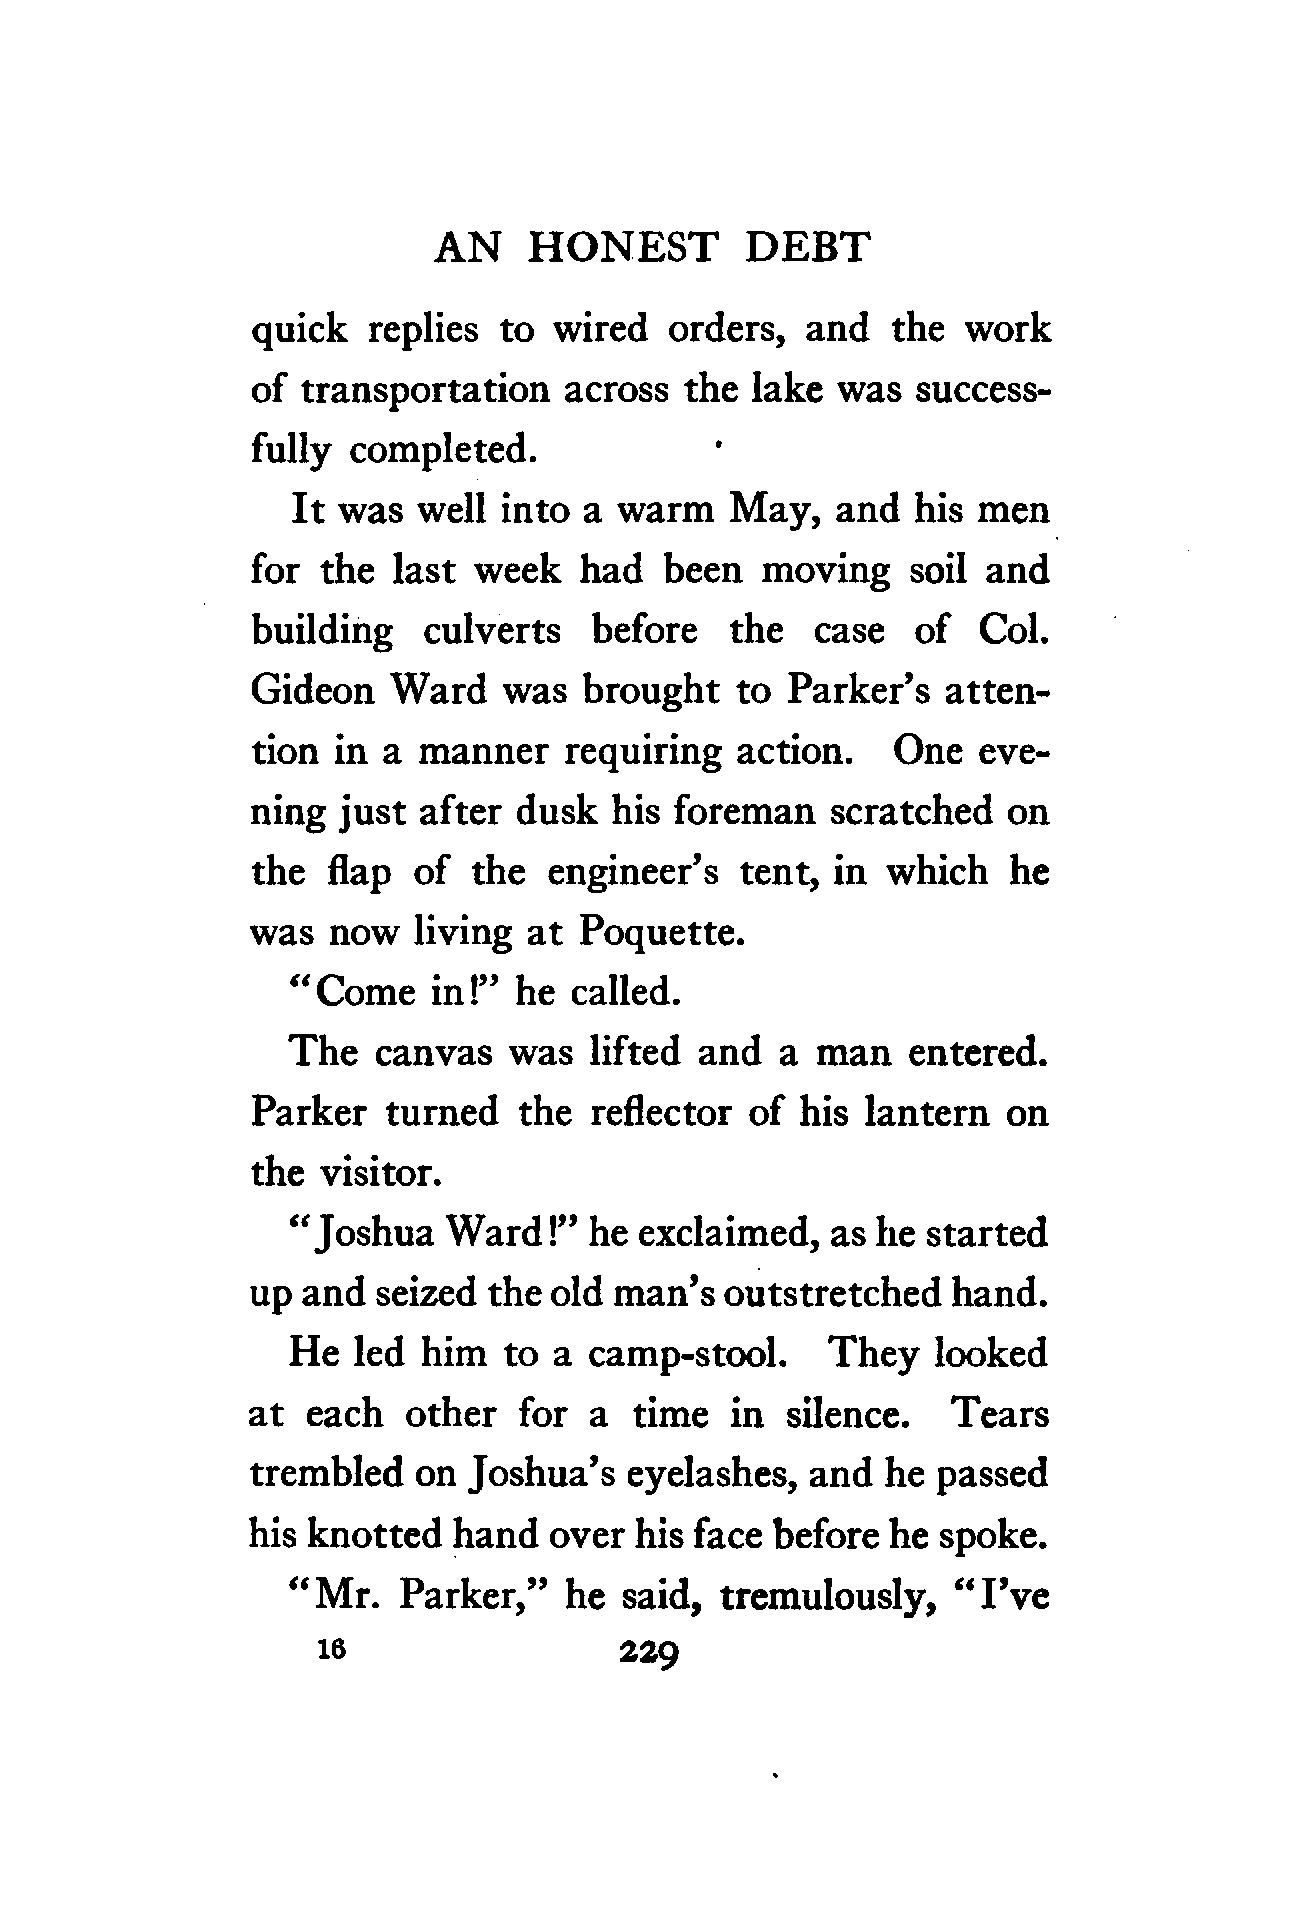 AN HONEST DEBT
quick replies to wired orders, and the work
of transportation across the lake was success-
fully completed.
It was well into a warm May, and his men
for the last week had been moving soil and
building culverts before the case of Col.
Gideon Ward was brought to Parker's atten-
tion in a manner requiring action. One eve-
ning just after dusk his foreman scratched on
the flap of the engineer's tent, in which he
was now living at Poquette.
"Come in!" he called.
The canvas was lifted and a man entered.
Parker turned the reflector of his lantern on
the visitor.
"Joshua Ward!" he exclaimed, as he started
up and seized the old man's outstretched hand.
He led him to a camp-stool. They looked
at each other for a time in silence. Tears
trembled on Joshua's eyelashes, and he passed
his knotted hand over his face before he spoke.
"Mr. Parker," he said, tremulously, "I've
16 229